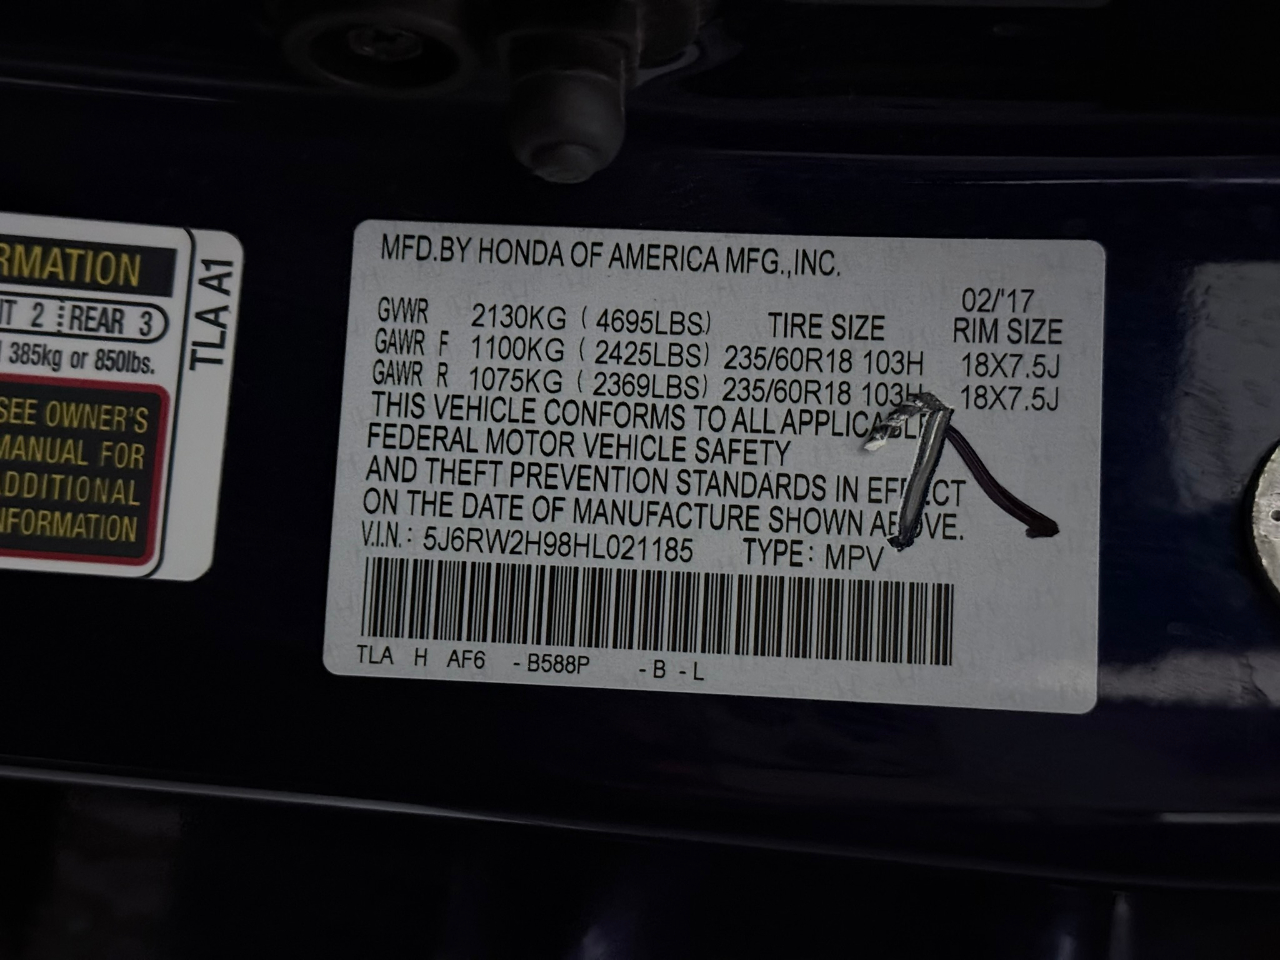 RMATION
T 2 REAR 3
385kg or 850lbs.
SEE OWNER'S
MANUAL FOR
ADDITIONAL
INFORMATION
TLA A1
MFD.BY HONDA OF AMERICA MFG.,INC.
02/'17
GVWR 2130KG ( 4695LBS) TIRE SIZE RIM SIZE
GAWR F 1100KG ( 2425LBS) 235/60R18 103H 18X7.5J
GAWR R 1075KG ( 2369LBS) 235/60R18 103H 18X7.5J
THIS VEHICLE CONFORMS TO ALL APPLICABLE
FEDERAL MOTOR VEHICLE SAFETY
AND THEFT PREVENTION STANDARDS IN EFFECT
ON THE DATE OF MANUFACTURE SHOWN ABOVE.
V.I.N.: 5J6RW2H98HL021185 TYPE: MPV
TLA H AF6 - B588P - B - L